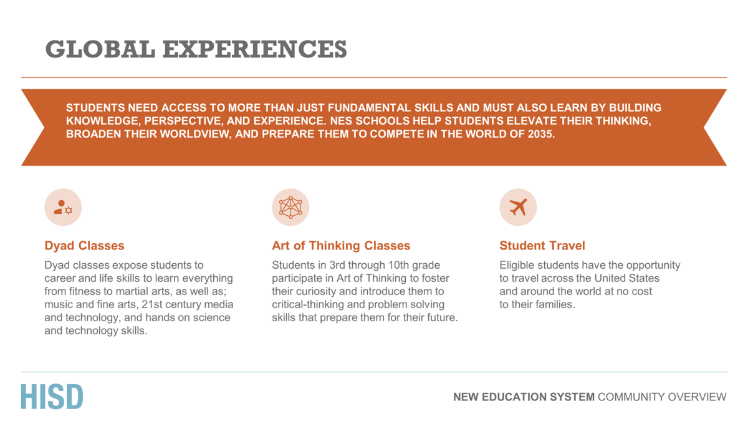 GLOBAL EXPERIENCES
STUDENTS NEED ACCESS TO MORE THAN JUST FUNDAMENTAL SKILLS AND MUST ALSO LEARN BY BUILDING
KNOWLEDGE, PERSPECTIVE, AND EXPERIENCE. NES SCHOOLS HELP STUDENTS ELEVATE THEIR THINKING,
BROADEN THEIR WORLDVIEW, AND PREPARE THEM TO COMPETE IN THE WORLD OF 2035.
Dyad Classes
Dyad classes expose students to
career and life skills to learn everything
from fitness to martial arts, as well as;
music and fine arts, 21st century media
and technology, and hands on science
and technology skills.
Art of Thinking Classes
Students in 3rd through 10th grade
participate in Art of Thinking to foster
their curiosity and introduce them to
critical-thinking and problem solving
skills that prepare them for their future.
Student Travel
Eligible students have the opportunity
to travel across the United States
and around the world at no cost
to their families.
HISD
NEW EDUCATION SYSTEM COMMUNITY OVERVIEW